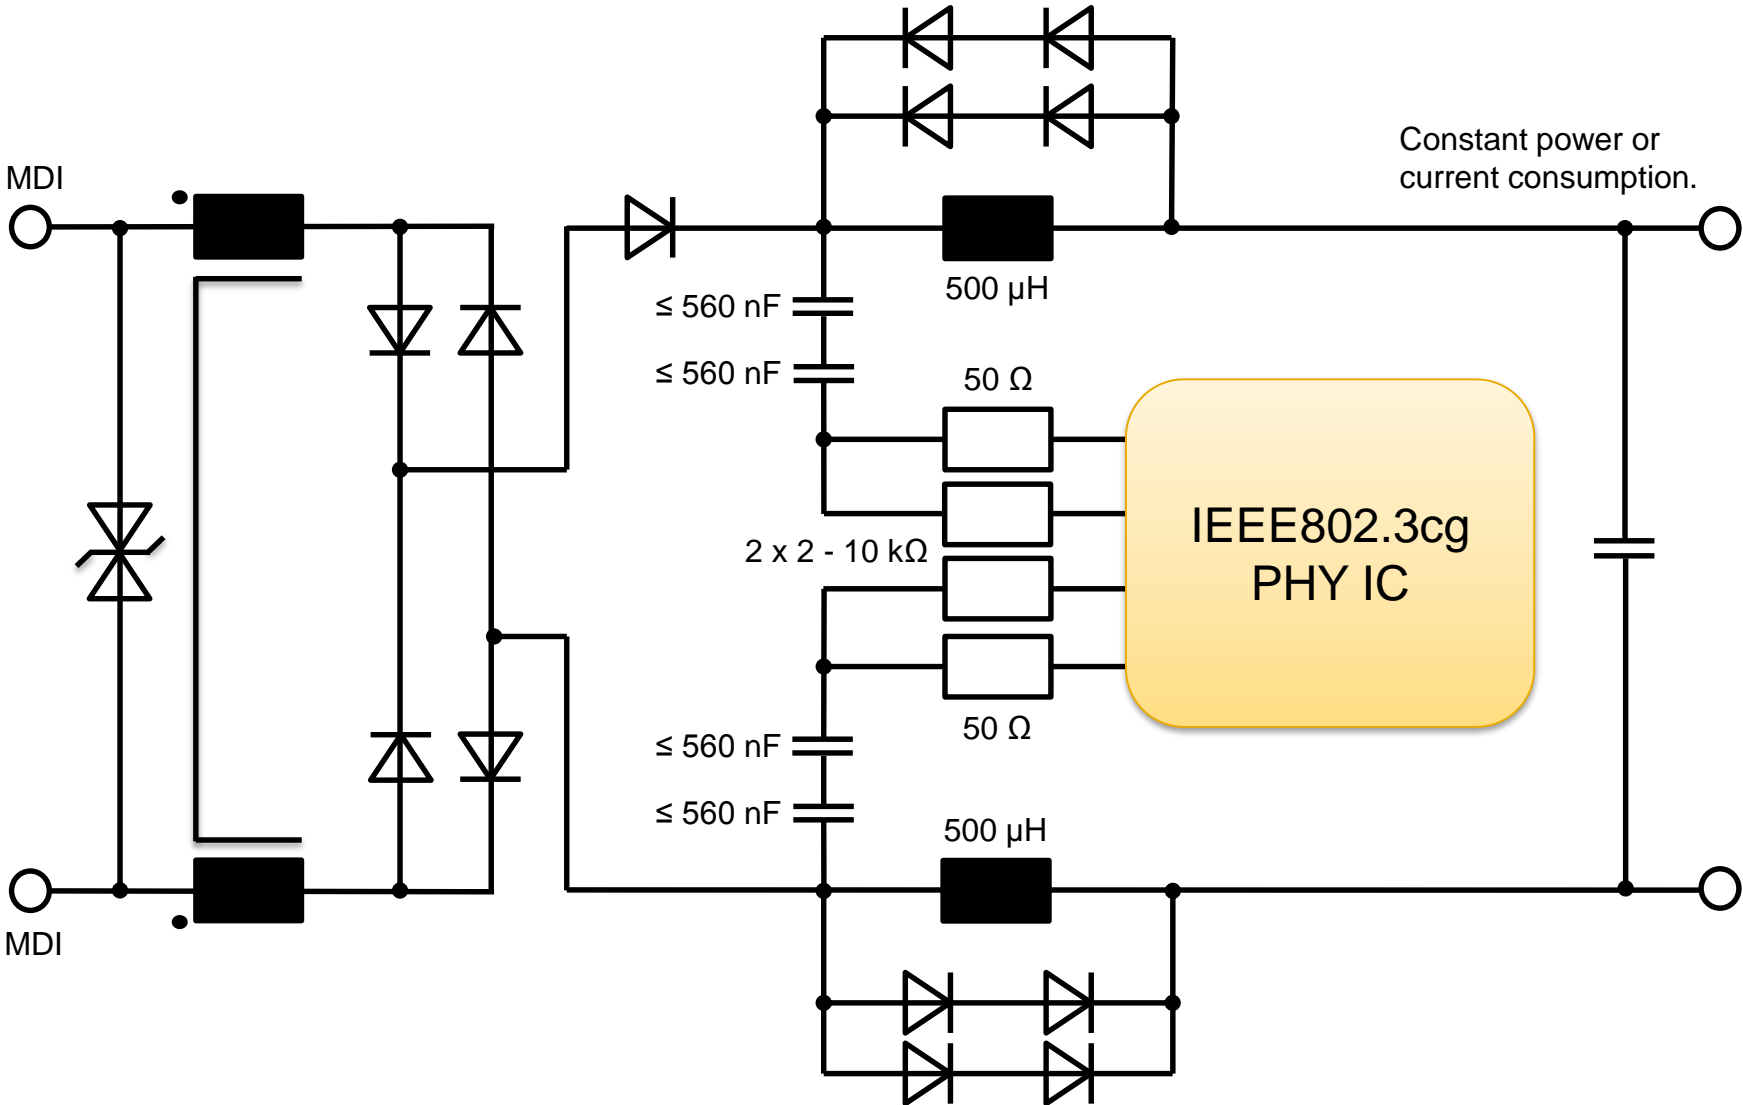 Constant power or
current consumption.
MDI
500 µH
≤ 560 nF
≤ 560 nF
50 Ω
IEEE802.3cg
PHY IC
2 x 2 - 10 kΩ
50 Ω
≤ 560 nF
≤ 560 nF
500 µH
MDI